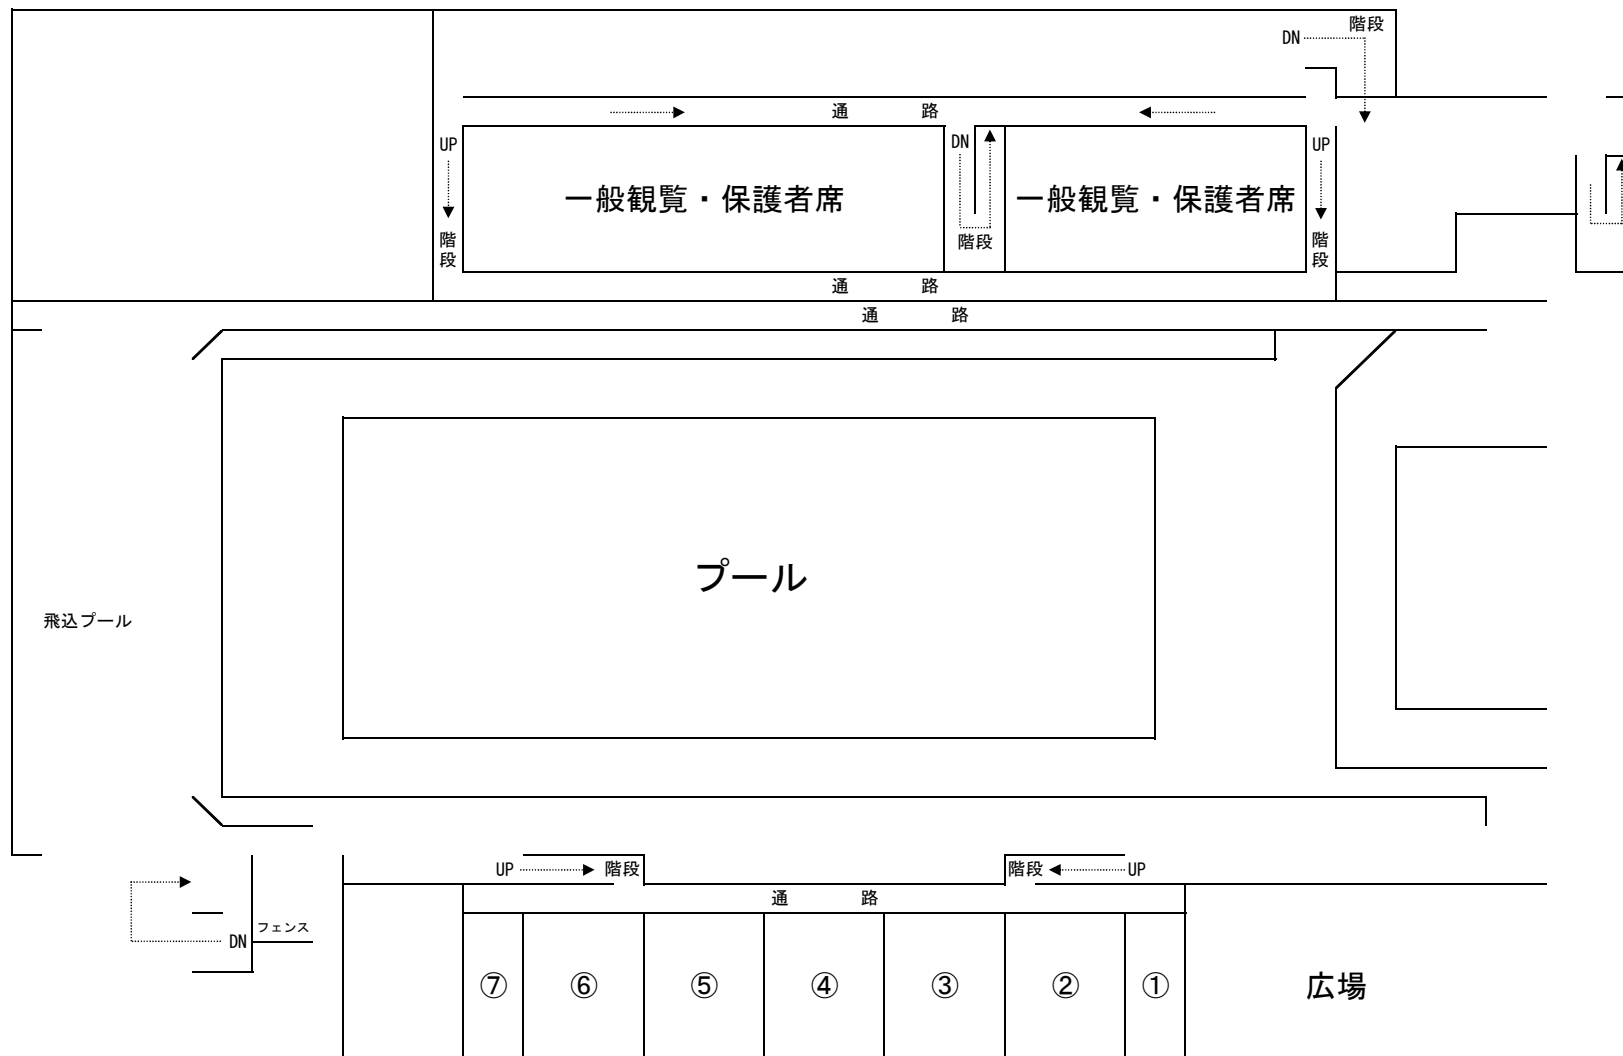 階段
DN
通 路
UP
DN
UP
一般観覧・保護者席
一般観覧・保護者席
階段
階段
階段
通 路
通 路
プール
飛込プール
UP
階段
階段
UP
通 路
フェンス
DN
⑦
⑥
⑤
④
③
②
①
広場